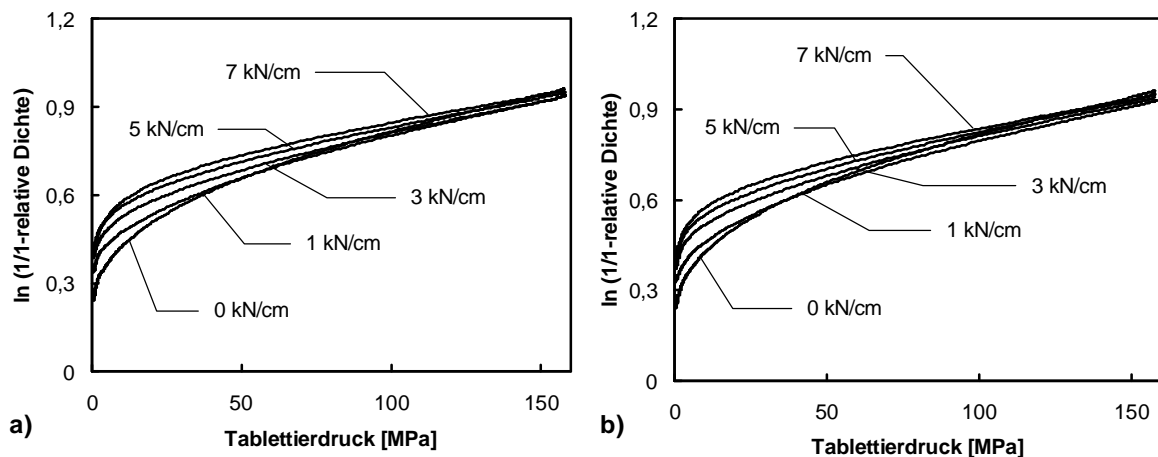 1,2
0,9
0,6
0,3
0
ln (1/1-relative Dichte)
7 kN/cm
5 kN/cm
3 kN/cm
1 kN/cm
0 kN/cm
0
50
100
150
Tablettierdruck [MPa]
a)
1,2
0,9
0,6
0,3
0
ln (1/1-relative Dichte)
7 kN/cm
5 kN/cm
3 kN/cm
1 kN/cm
0 kN/cm
0
50
100
150
Tablettierdruck [MPa]
b)